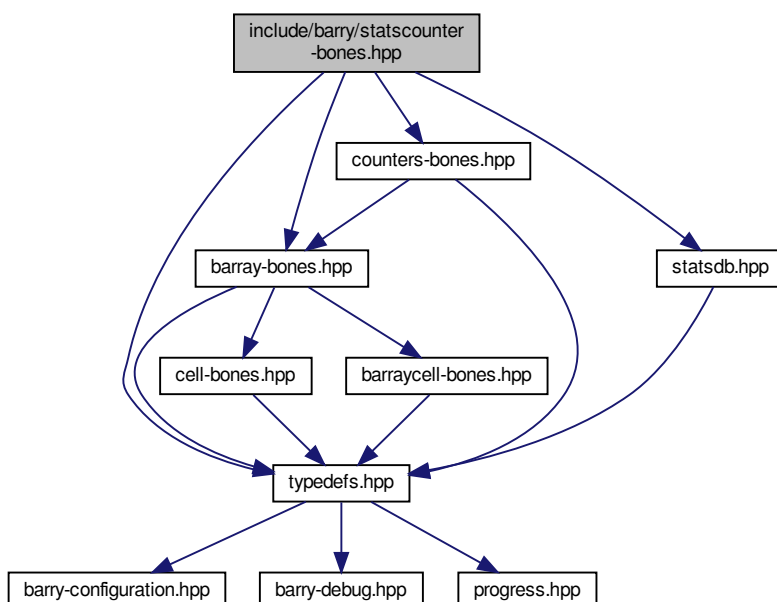 include/barry/statscounter
-bones.hpp
counters-bones.hpp
barray-bones.hpp
statsdb.hpp
cell-bones.hpp
barraycell-bones.hpp
typedefs.hpp
barry-configuration.hpp
barry-debug.hpp
progress.hpp